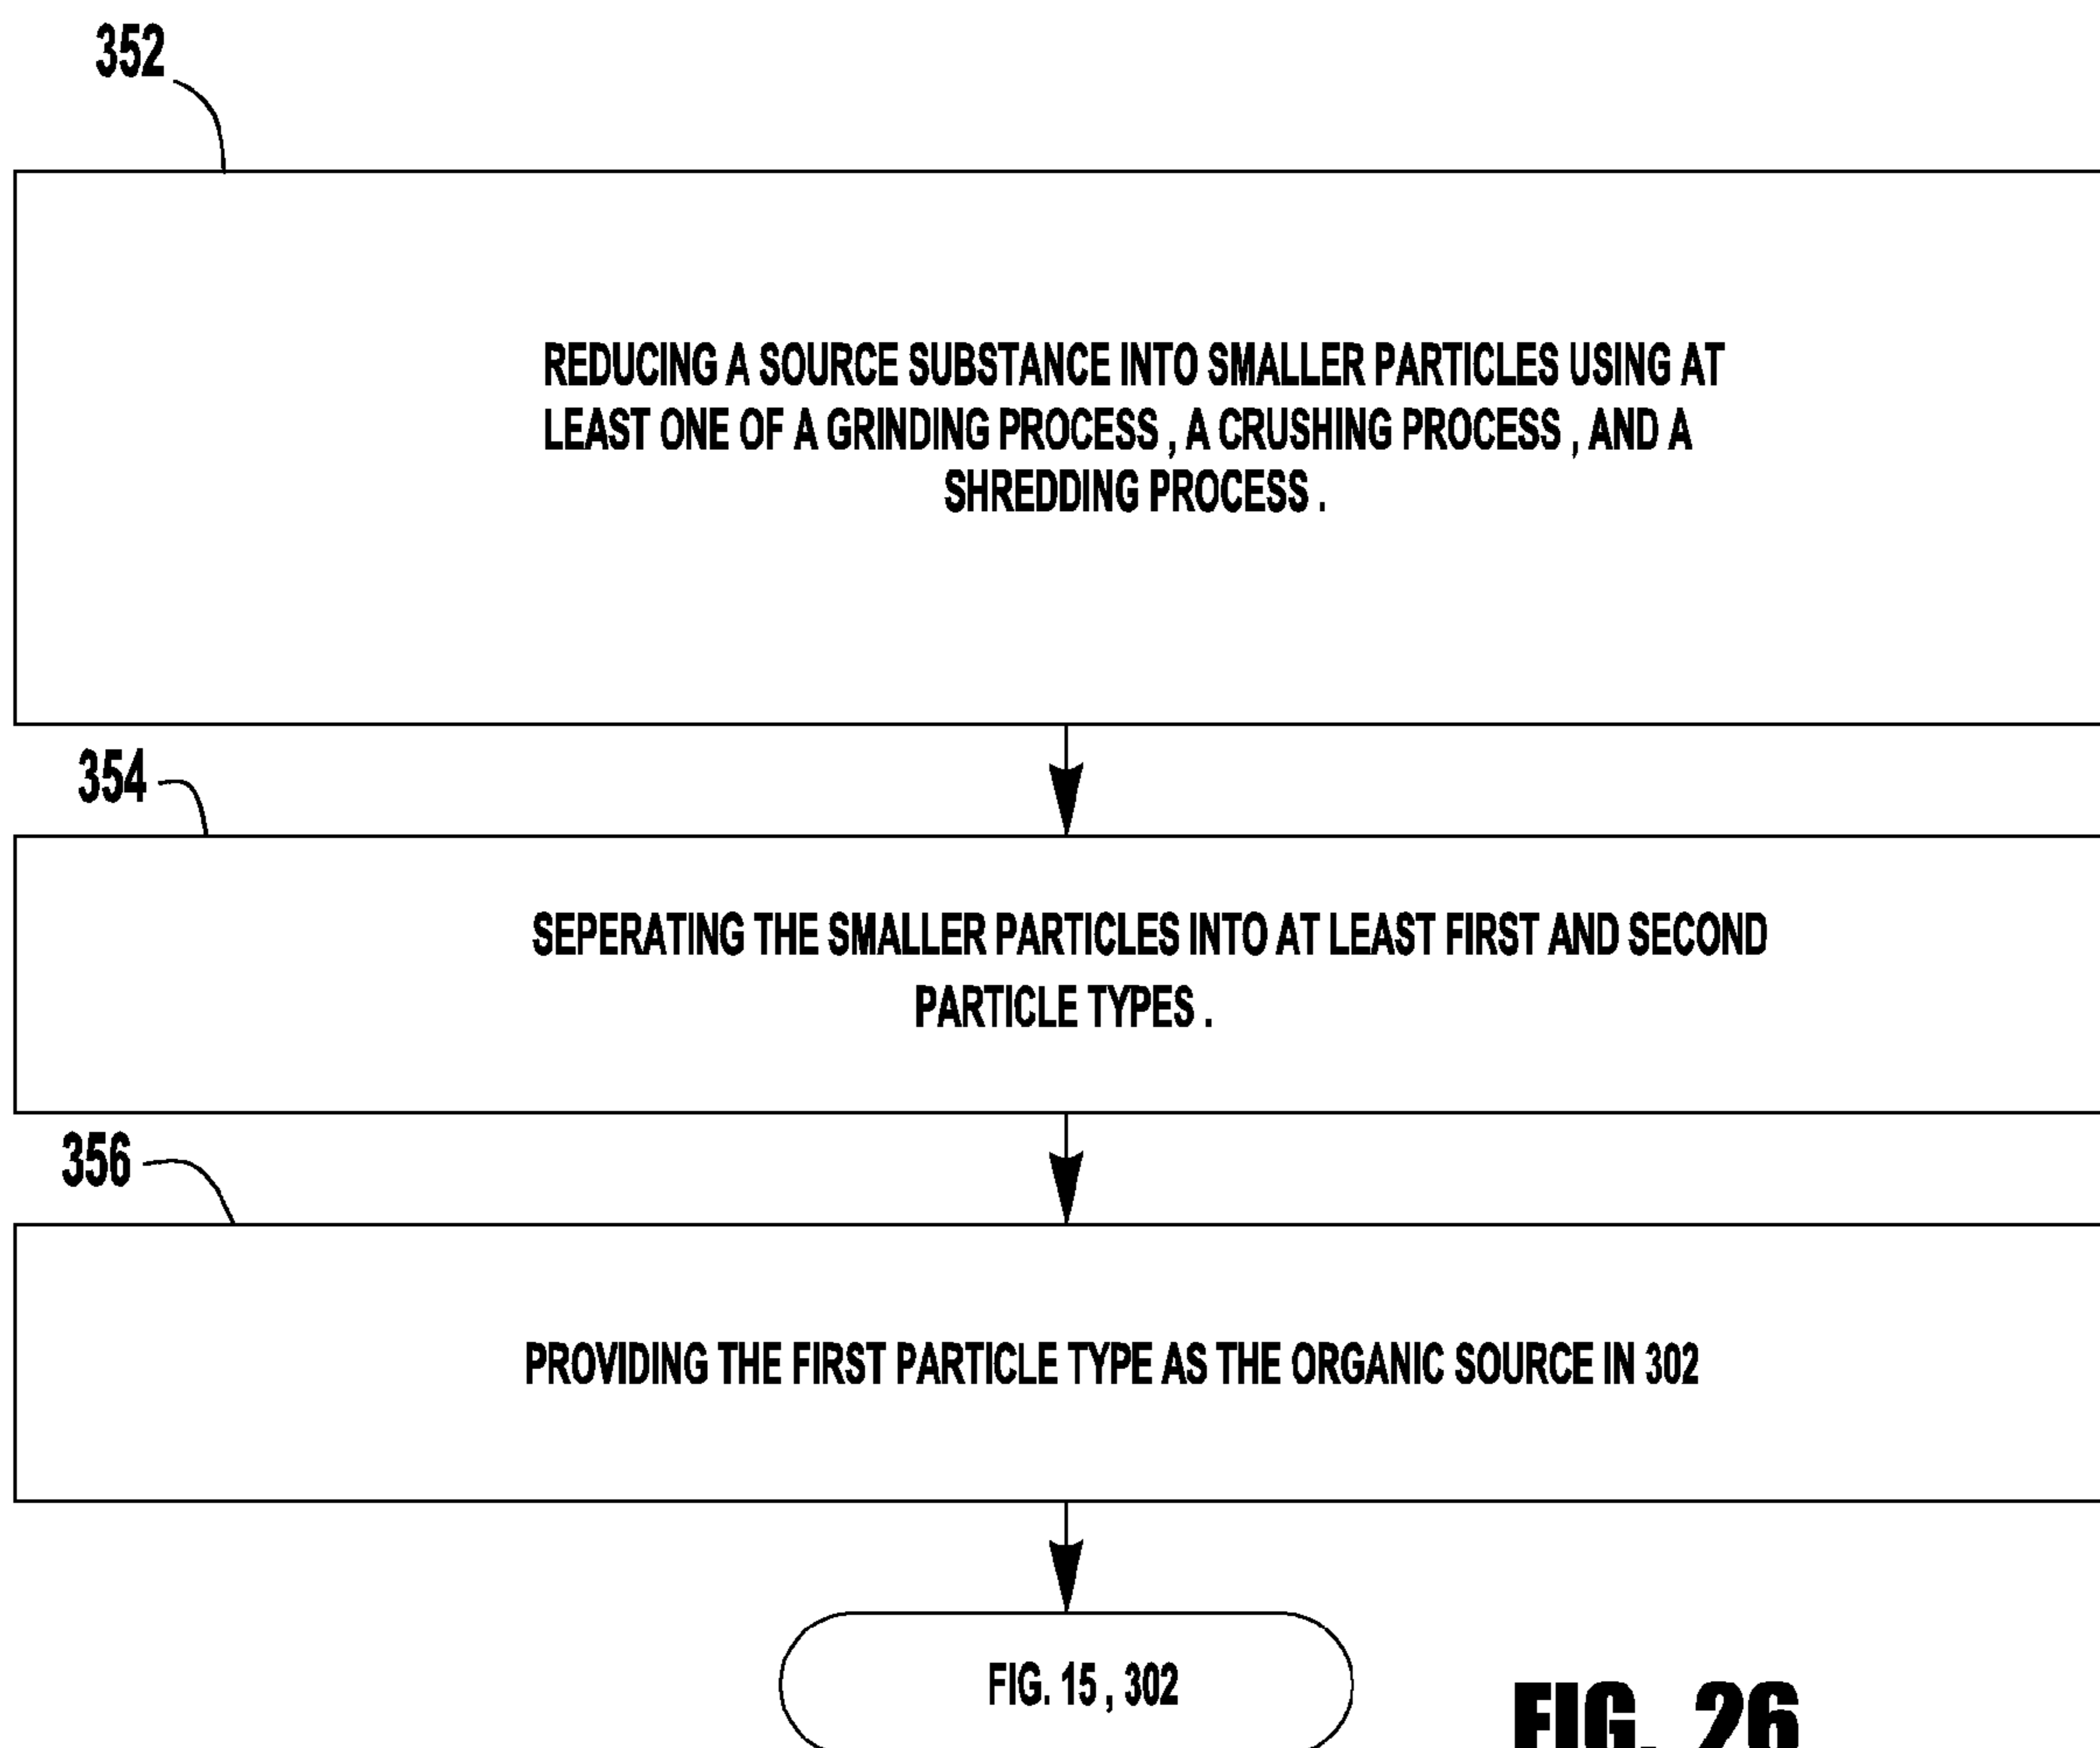 352
REDUCING A SOURCE SUBSTANCE INTO SMALLER PARTICLES USING AT
LEAST ONE OF A GRINDING PROCESS , A CRUSHING PROCESS , AND A
SHREDDING PROCESS .
354
SEPERATING THE SMALLER PARTICLES INTO AT LEAST FIRST AND SECOND
PARTICLE TYPES .
356
PROVIDING THE FIRST PARTICLE TYPE AS THE ORGANIC SOURCE IN 302
FIG. 15 , 302
FIG. 26